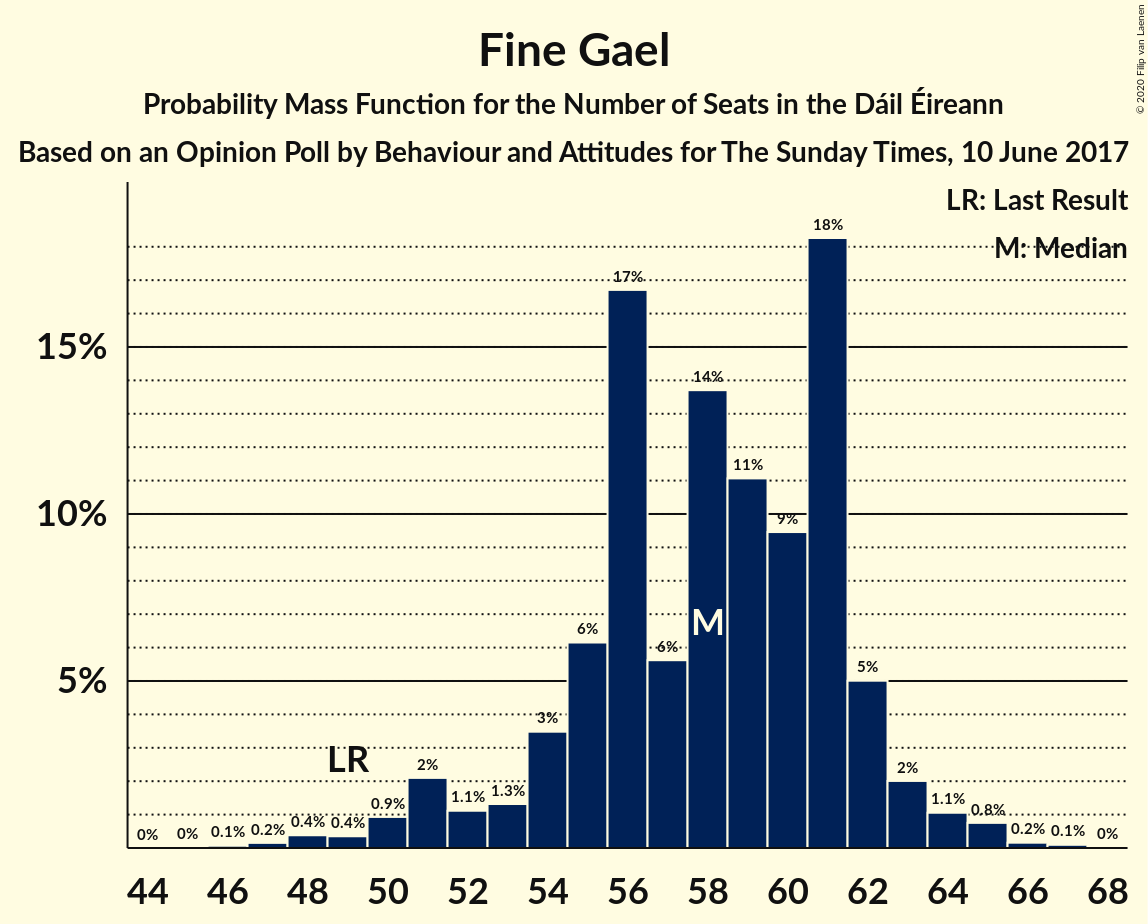 Fine Gael
Probability Mass Function for the Number of Seats in the Dáil Éireann
Based on an Opinion Poll by Behaviour and Attitudes for The Sunday Times, 10 June 2017
© 2020 Filip van Laenen
LR: Last Result
M: Median
15%
10%
5%
0% 0% 0.1% 0.2% 0.4% 0.4% 0.9% 2% 1.1% 1.3% 3% 6% 17% 6% 14% 11% 9% 18% 5% 2% 1.1% 0.8% 0.2% 0.1% 0%
LR
M
44 46 48 50 52 54 56 58 60 62 64 66 68